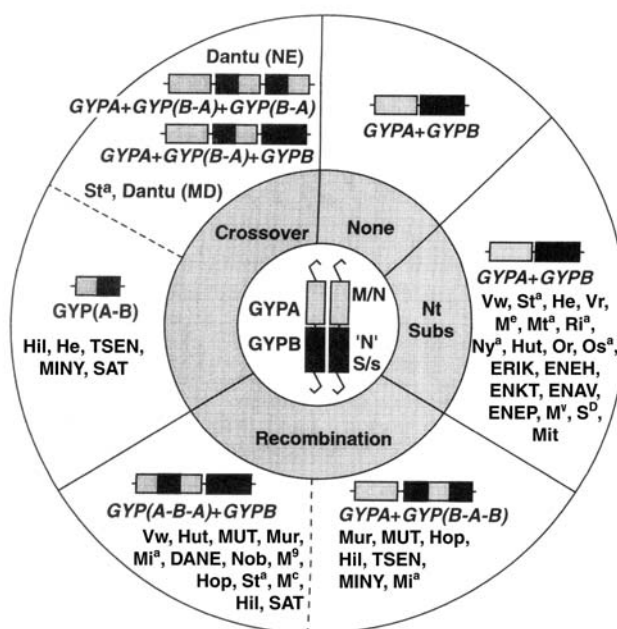 Dantu (NE)
GYPA+GYP(B-A)+GYP(B-A)
GYPA+GYP(B-A)+GYPB
Stᵃ, Dantu (MD)
GYPA+GYPB
Crossover
None
GYP(A-B)
Hil, He, TSEN,
MINY, SAT
GYPA
M/N
GYPB
'N'
S/s
Nt
Subs
GYPA+GYPB
Vw, Stᵃ, He, Vr,
Mᵉ, Mtᵃ, Riᵃ,
Nyᵃ, Hut, Or, Osᵃ,
ERIK, ENEH,
ENKT, ENAV,
ENEP, Mᵛ, Sᴰ,
Mit
Recombination
GYP(A-B-A)+GYPB
Vw, Hut, MUT, Mur,
Miᵃ, DANE, Nob, M⁹,
Hop, Stᵃ, Mᶜ,
Hil, SAT
GYPA+GYP(B-A-B)
Mur, MUT, Hop,
Hil, TSEN,
MINY, Miᵃ